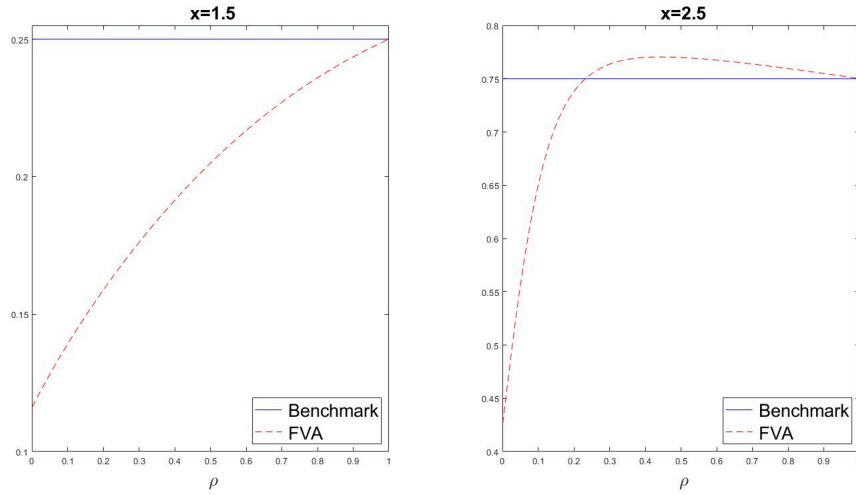 x=1.5
0.25
0.2
0.15
0.1
0 0.1 0.2 0.3 0.4 0.5 0.6 0.7 0.8 0.9 1
ρ
Benchmark
FVA
x=2.5
0.8
0.75
0.7
0.65
0.6
0.55
0.5
0.45
0.4
0 0.1 0.2 0.3 0.4 0.5 0.6 0.7 0.8 0.9
ρ
Benchmark
FVA